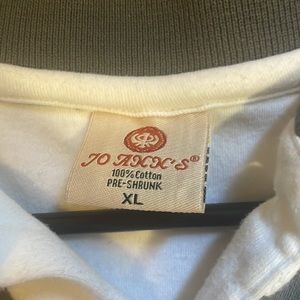 JO ANN'S®
100% Cotton
PRE-SHRUNK
XL